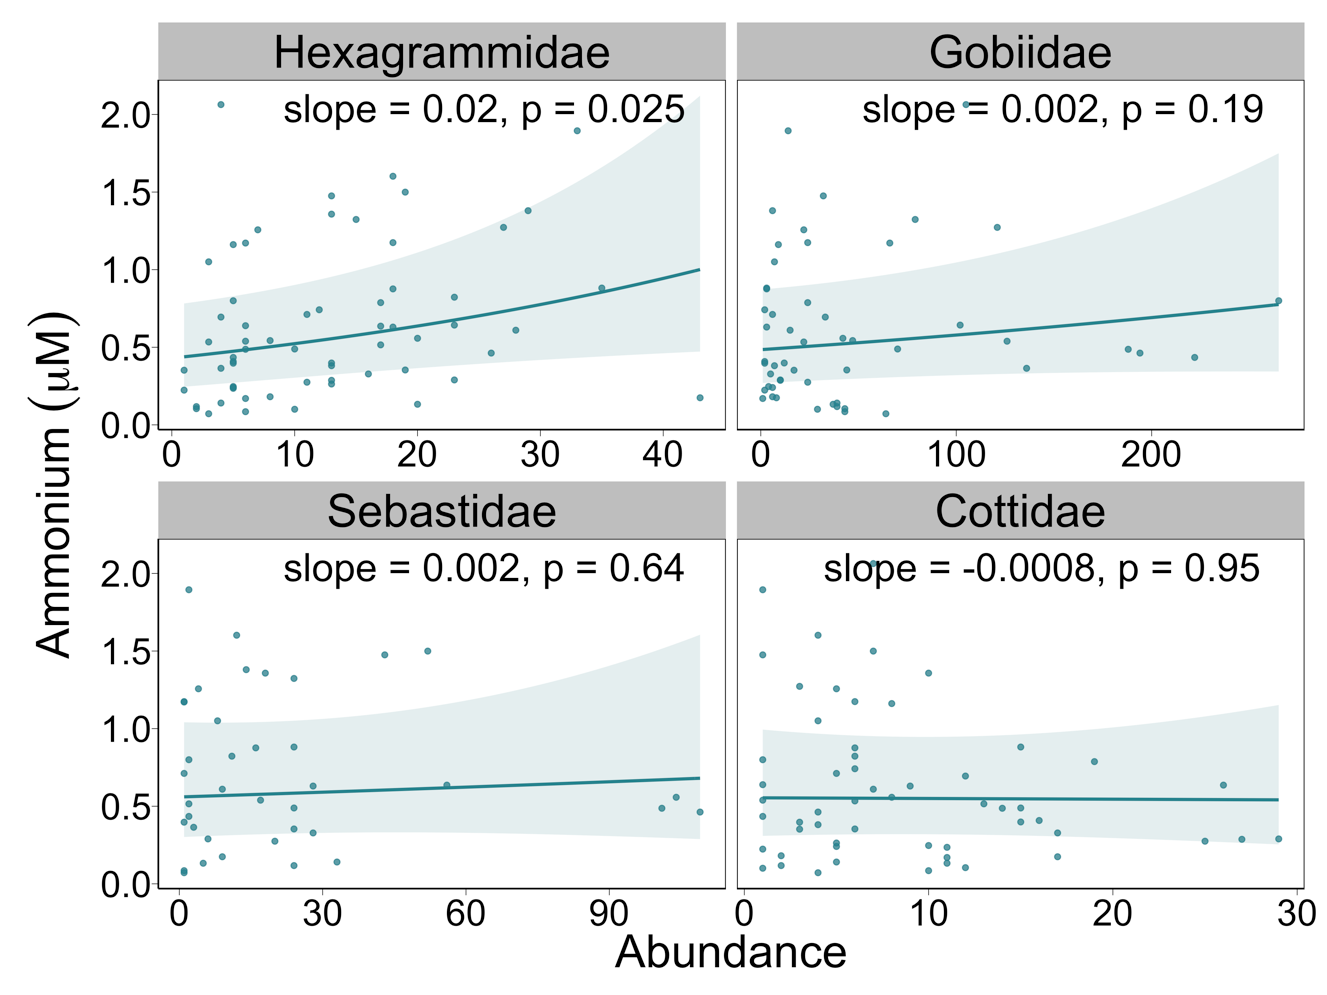 Hexagrammidae
slope = 0.02, p = 0.025
2.0
1.5
1.0
0.5
0.0
0 10 20 30 40
Gobiidae
slope = 0.002, p = 0.19
0 100 200
Ammonium (μM)
Sebastidae
slope = 0.002, p = 0.64
2.0
1.5
1.0
0.5
0.0
0 30 60 90
Cottidae
slope = -0.0008, p = 0.95
0 10 20 30
Abundance